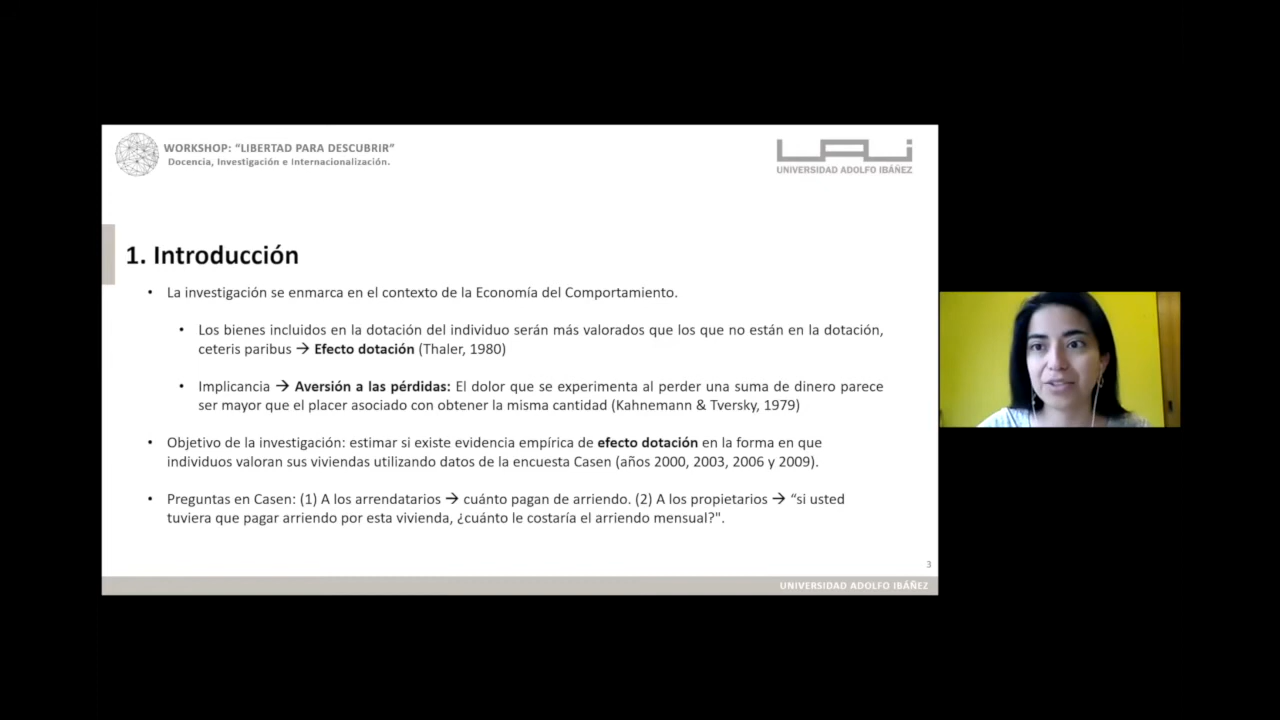 WORKSHOP: “LIBERTAD PARA DESCUBRIR”
Docencia, Investigación e Internacionalización.
UAI
UNIVERSIDAD ADOLFO IBÁÑEZ
1. Introducción
• La investigación se enmarca en el contexto de la Economía del Comportamiento.
• Los bienes incluidos en la dotación del individuo serán más valorados que los que no están en la dotación,
ceteris paribus → Efecto dotación (Thaler, 1980)
• Implicancia → Aversión a las pérdidas: El dolor que se experimenta al perder una suma de dinero parece
ser mayor que el placer asociado con obtener la misma cantidad (Kahnemann & Tversky, 1979)
• Objetivo de la investigación: estimar si existe evidencia empírica de efecto dotación en la forma en que
individuos valoran sus viviendas utilizando datos de la encuesta Casen (años 2000, 2003, 2006 y 2009).
• Preguntas en Casen: (1) A los arrendatarios → cuánto pagan de arriendo. (2) A los propietarios → “si usted
tuviera que pagar arriendo por esta vivienda, ¿cuánto le costaría el arriendo mensual?".
3
UNIVERSIDAD ADOLFO IBÁÑEZ